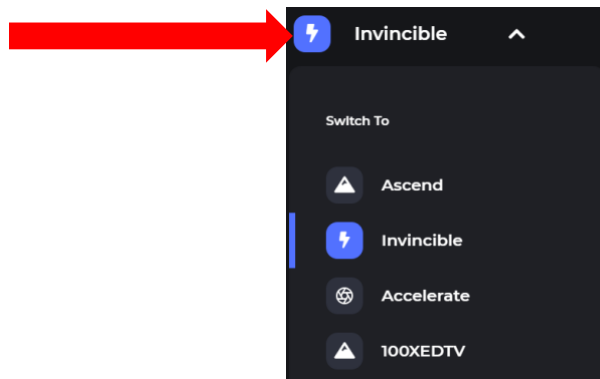 Invincible
Switch To
Ascend
Invincible
Accelerate
100XEDTV